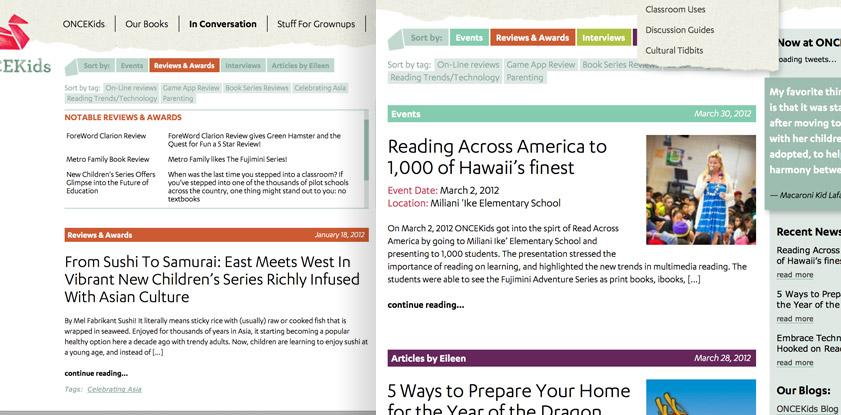 ONCEKids
Our Books
In Conversation
Stuff For Grownups
CEKids
Sort by:
Events
Reviews & Awards
Interviews
Articles by Eileen
Sort by tag: On-Line reviews Game App Review Book Series Reviews Celebrating Asia
Reading Trends/Technology Parenting
NOTABLE REVIEWS & AWARDS
ForeWord Clarion Review
ForeWord Clarion Review gives Green Hamster and the
Quest for Fun a 5 Star Review!
Metro Family Book Review
Metro Family likes The Fujimini Series!
New Children's Series Offers
Glimpse into the Future of
Education
When was the last time you stepped into a classroom? If
you've stepped into one of the thousands of pilot schools
across the country, one thing might stand out to you: no
textbooks
Reviews & Awards
January 18, 2012
From Sushi To Samurai: East Meets West In
Vibrant New Children's Series Richly Infused
With Asian Culture
By Mel Fabrikant Sushi! It literally means sticky rice with (usually) raw or cooked fish that is
wrapped in seaweed. Enjoyed for thousands of years in Asia, it starting becoming a popular
healthy option here a decade ago with trendy adults. Now, children are learning to enjoy sushi at
a young age, and instead of [...]
continue reading...
Tags: Celebrating Asia
Classroom Uses
Discussion Guides
Cultural Tidbits
Sort by:
Events
Reviews & Awards
Interviews
Sort by tag: On-Line reviews Game App Review Book Series
Reading Trends/Technology Parenting
Events
March 30, 2012
Reading Across America to
1,000 of Hawaii's finest
Event Date: March 2, 2012
Location: Miliani 'Ike Elementary School
On March 2, 2012 ONCEKids got into the spirt of Read Across
America by going to Miliani Ike' Elementary School and
presenting to 1,000 students. The presentation stressed the
importance of reading on learning, and highlighted the new trends in multimedia reading. The
students were able to see the Fujimini Adventure Series as print books, ibooks, [...]
continue reading...
Articles by Eileen
March 28, 2012
5 Ways to Prepare Your Home
for the Year of the Dragon
Now at ONCE
oading tweets...
My favorite thin
is that it was sta
after moving to
with her childre
adopted, to help
harmony betwe
— Macaroni Kid Lafa
Recent News
Reading Across
of Hawaii's fines
read more
5 Ways to Prep
the Year of the
read more
Embrace Techn
Hooked on Read
read more
Our Blogs:
ONCEKids Blog